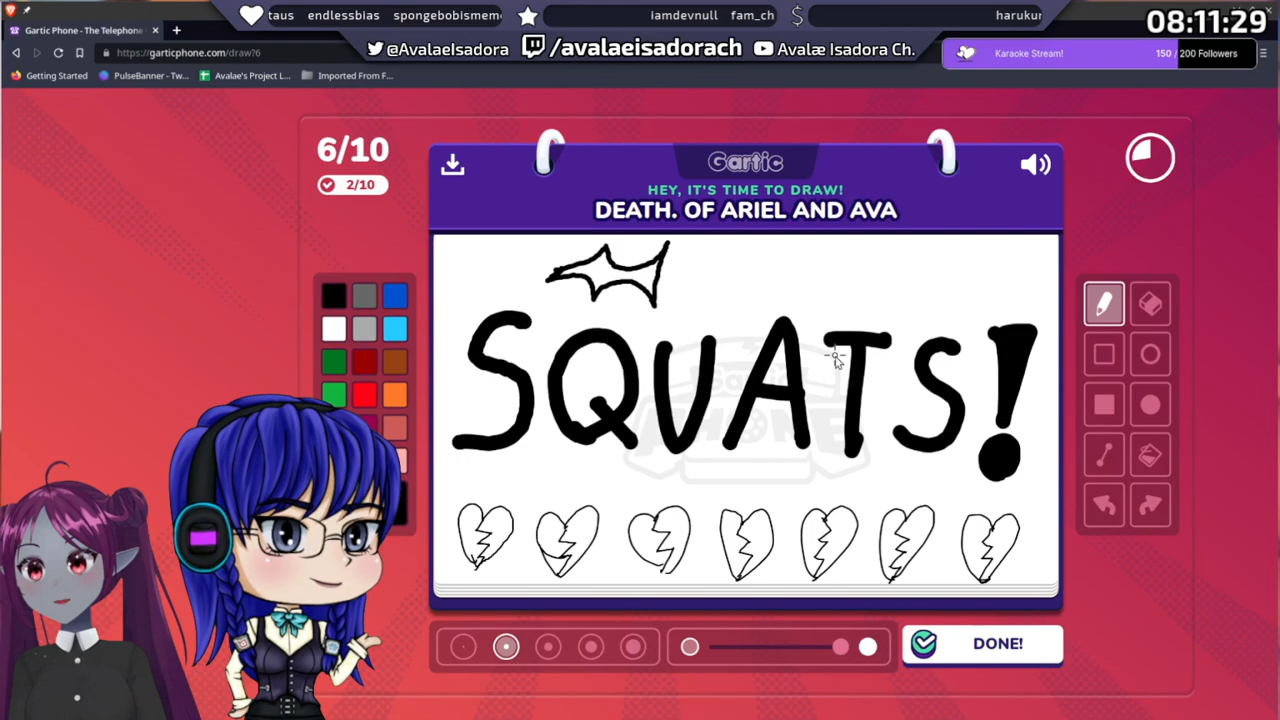 taus endlessbias spongebobismem iamdevnull fam_ch $ harukur
08:11:29
Gartic Phone - The Telephone
https://garticphone.com/draw?6
@AvalaeIsadora /avalaeisadorach Avalæ Isadora Ch.
Karaoke Stream! 150 / 200 Followers
Getting Started PulseBanner - Tw... Avalae's Project L... Imported From F...
6/10
2/10
Gartic
HEY, IT'S TIME TO DRAW!
DEATH. OF ARIEL AND AVA
SQUATS!
Gartic
PHONE
DONE!